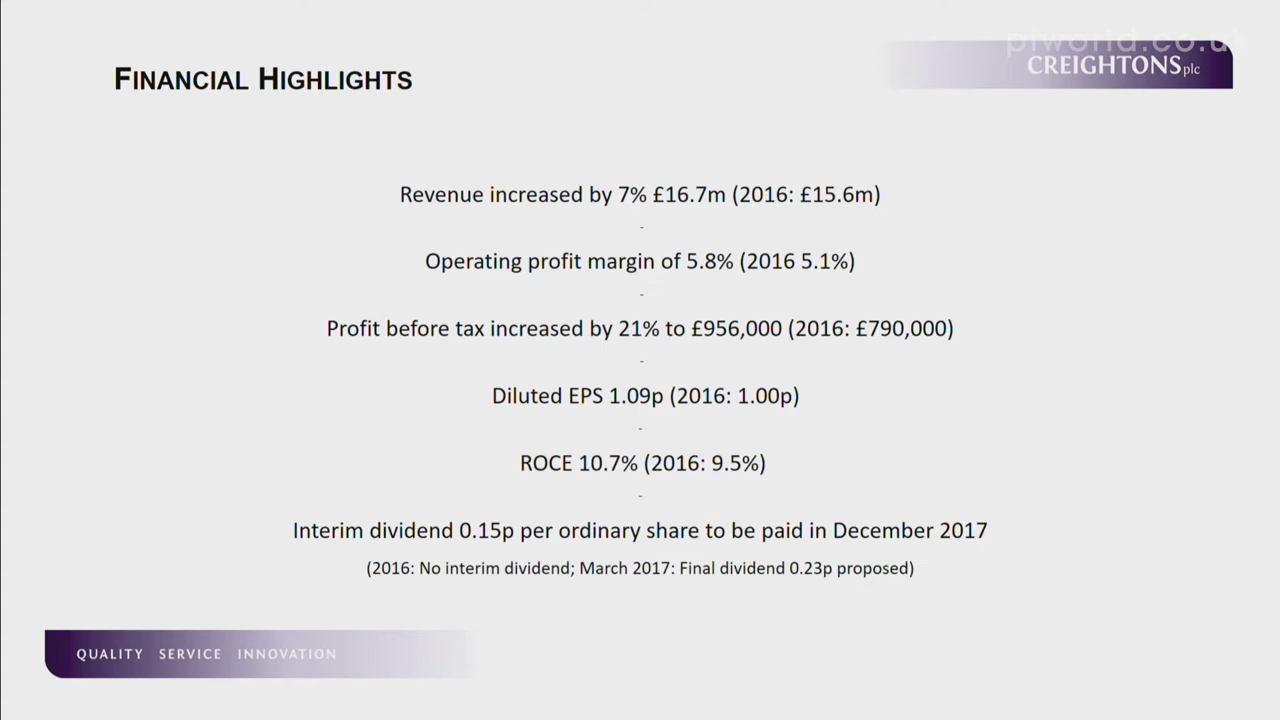 piworld.co.uk
CREIGHTONS plc
FINANCIAL HIGHLIGHTS
Revenue increased by 7% £16.7m (2016: £15.6m)
-
Operating profit margin of 5.8% (2016 5.1%)
-
Profit before tax increased by 21% to £956,000 (2016: £790,000)
-
Diluted EPS 1.09p (2016: 1.00p)
-
ROCE 10.7% (2016: 9.5%)
-
Interim dividend 0.15p per ordinary share to be paid in December 2017
(2016: No interim dividend; March 2017: Final dividend 0.23p proposed)
QUALITY SERVICE INNOVATION